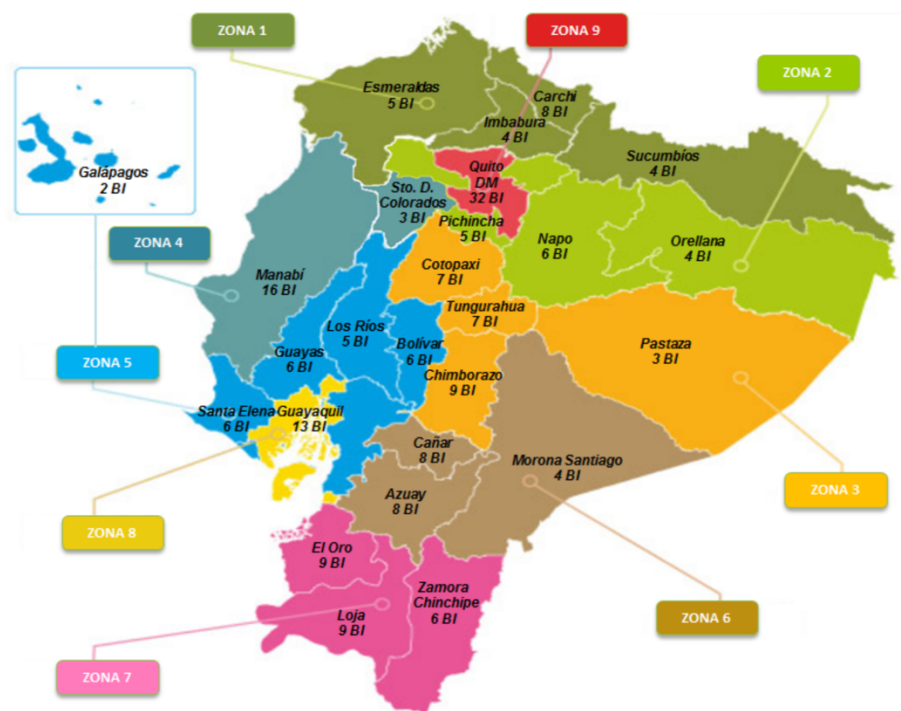 ZONA 1
ZONA 9
ZONA 2
Esmeraldas
5 BI
Carchi
8 BI
Imbabura
4 BI
Sucumbíos
4 BI
Galápagos
2 BI
Quito
DM
32 BI
Sto. D.
Colorados
3 BI
Pichincha
5 BI
ZONA 4
Napo
6 BI
Orellana
4 BI
Manabí
16 BI
Cotopaxi
7 BI
Tungurahua
7 BI
Los Ríos
5 BI
Bolívar
6 BI
Pastaza
3 BI
ZONA 5
Guayas
6 BI
Chimborazo
9 BI
Santa Elena
6 BI
Guayaquil
13 BI
Cañar
8 BI
Morona Santiago
4 BI
ZONA 3
Azuay
8 BI
ZONA 8
El Oro
9 BI
Zamora
Chinchipe
6 BI
Loja
9 BI
ZONA 6
ZONA 7